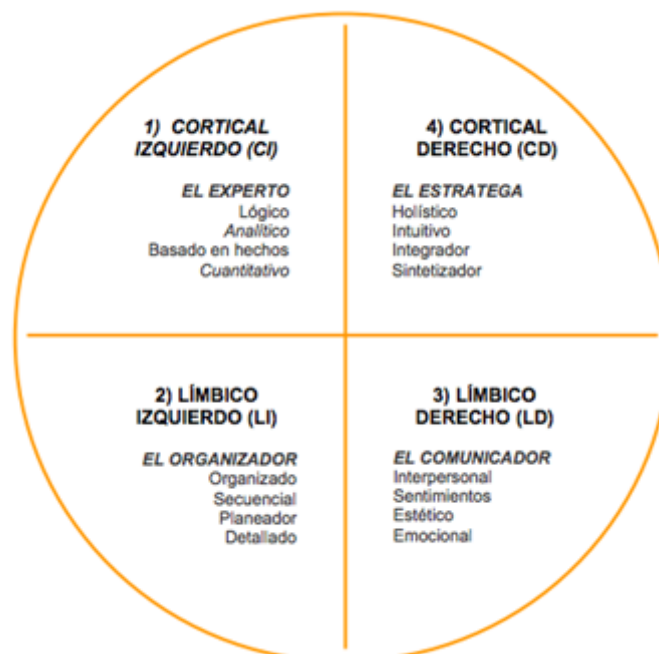 1) CORTICAL
IZQUIERDO (CI)
EL EXPERTO
Lógico
Analítico
Basado en hechos
Cuantitativo
4) CORTICAL
DERECHO (CD)
EL ESTRATEGA
Holístico
Intuitivo
Integrador
Sintetizador
2) LÍMBICO
IZQUIERDO (LI)
EL ORGANIZADOR
Organizado
Secuencial
Planeador
Detallado
3) LÍMBICO
DERECHO (LD)
EL COMUNICADOR
Interpersonal
Sentimientos
Estético
Emocional